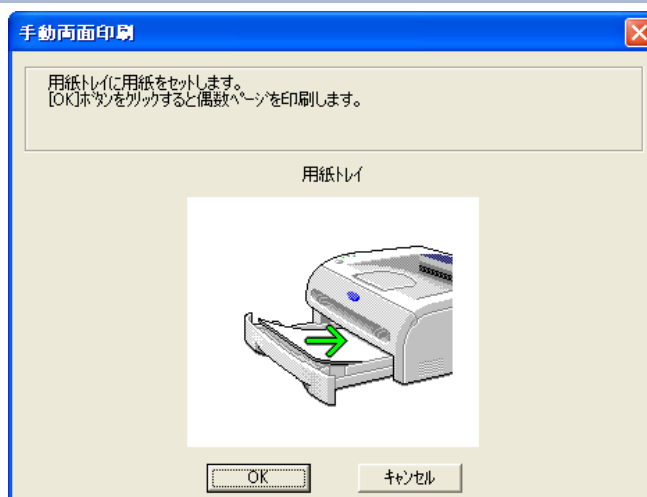 手動両面印刷
用紙トレイに用紙をセットします。
[OK]ボタンをクリックすると偶数ページを印刷します。
用紙トレイ
OK
キャンセル